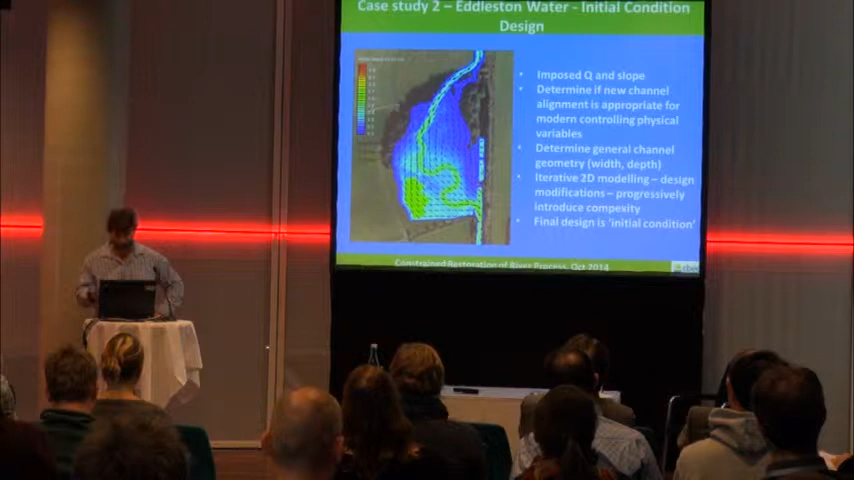 Case study 2 – Eddleston Water - Initial Condition
Design
• Imposed Q and slope
• Determine if new channel
alignment is appropriate for
modern controlling physical
variables
• Determine general channel
geometry (width, depth)
• Iterative 2D modelling – design
modifications – progressively
introduce compexity
• Final design is 'initial condition'
Constrained Restoration of River Process, Oct 2014